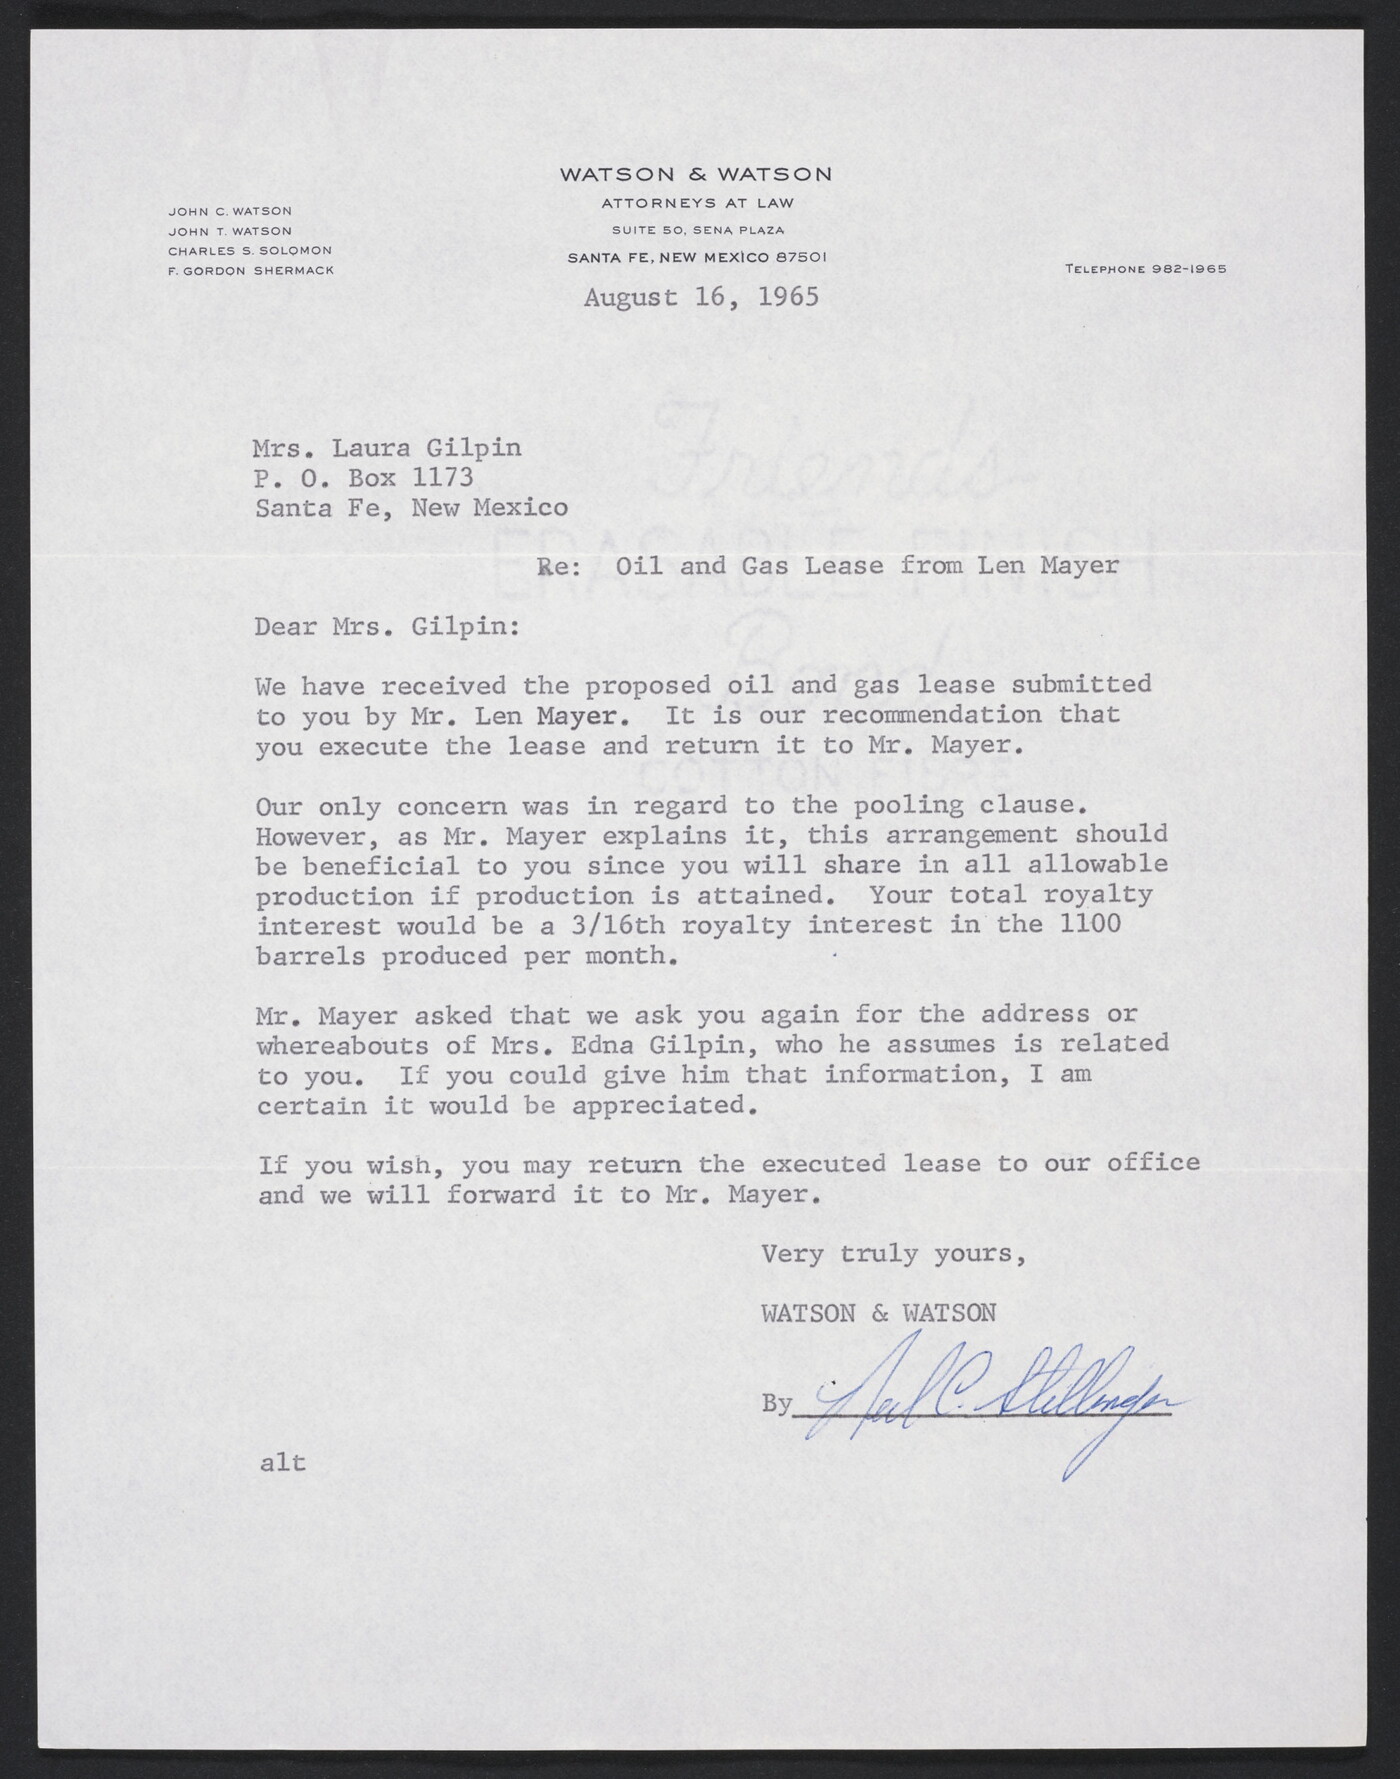 WATSON & WATSON
ATTORNEYS AT LAW
SUITE 50, SENA PLAZA
SANTA FE, NEW MEXICO 87501
JOHN C. WATSON
JOHN T. WATSON
CHARLES S. SOLOMON
F. GORDON SHERMACK
TELEPHONE 982-1965
August 16, 1965
Mrs. Laura Gilpin
P. O. Box 1173
Santa Fe, New Mexico
Re: Oil and Gas Lease from Len Mayer
Dear Mrs. Gilpin:
We have received the proposed oil and gas lease submitted
to you by Mr. Len Mayer. It is our recommendation that
you execute the lease and return it to Mr. Mayer.
Our only concern was in regard to the pooling clause.
However, as Mr. Mayer explains it, this arrangement should
be beneficial to you since you will share in all allowable
production if production is attained. Your total royalty
interest would be a 3/16th royalty interest in the 1100
barrels produced per month.
Mr. Mayer asked that we ask you again for the address or
whereabouts of Mrs. Edna Gilpin, who he assumes is related
to you. If you could give him that information, I am
certain it would be appreciated.
If you wish, you may return the executed lease to our office
and we will forward it to Mr. Mayer.
Very truly yours,
WATSON & WATSON
By Neil C. Stillinger
alt